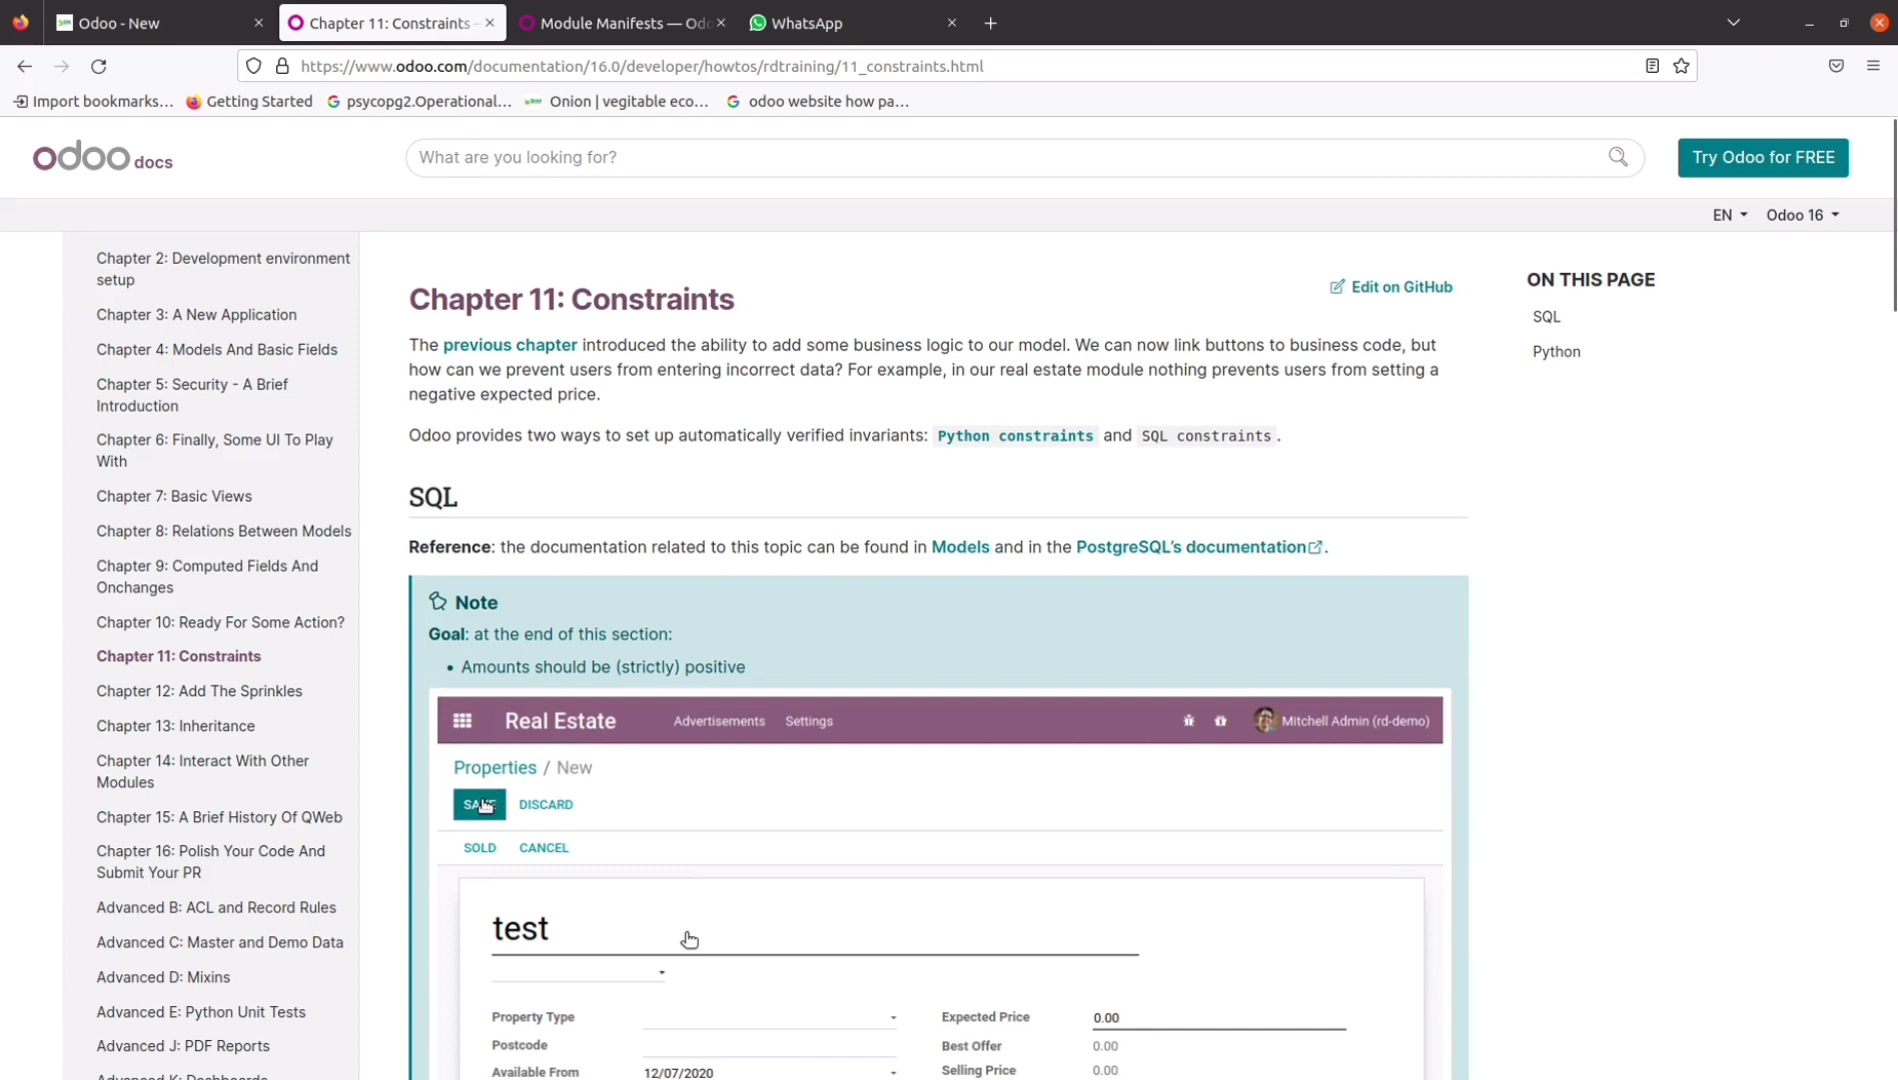 Odoo - New
Chapter 11: Constraints
Module Manifests — Odo
WhatsApp
https://www.odoo.com/documentation/16.0/developer/howtos/rdtraining/11_constraints.html
Import bookmarks...
Getting Started
psycopg2.Operational...
Onion | vegitable eco...
odoo website how pa...
odoo docs
What are you looking for?
Try Odoo for FREE
EN
Odoo 16
Chapter 2: Development environment
setup
Chapter 3: A New Application
Chapter 4: Models And Basic Fields
Chapter 5: Security - A Brief
Introduction
Chapter 6: Finally, Some UI To Play
With
Chapter 7: Basic Views
Chapter 8: Relations Between Models
Chapter 9: Computed Fields And
Onchanges
Chapter 10: Ready For Some Action?
Chapter 11: Constraints
Chapter 12: Add The Sprinkles
Chapter 13: Inheritance
Chapter 14: Interact With Other
Modules
Chapter 15: A Brief History Of QWeb
Chapter 16: Polish Your Code And
Submit Your PR
Advanced B: ACL and Record Rules
Advanced C: Master and Demo Data
Advanced D: Mixins
Advanced E: Python Unit Tests
Advanced J: PDF Reports
Advanced K: Dashboards
Chapter 11: Constraints
Edit on GitHub
The previous chapter introduced the ability to add some business logic to our model. We can now link buttons to business code, but
how can we prevent users from entering incorrect data? For example, in our real estate module nothing prevents users from setting a
negative expected price.
Odoo provides two ways to set up automatically verified invariants: Python constraints and SQL constraints.
SQL
Reference: the documentation related to this topic can be found in Models and in the PostgreSQL's documentation.
Note
Goal: at the end of this section:
• Amounts should be (strictly) positive
Real Estate
Advertisements
Settings
Mitchell Admin (rd-demo)
Properties / New
DISCARD
SOLD
CANCEL
test
Property Type
Expected Price
0.00
Postcode
Best Offer
0.00
Available From
12/07/2020
Selling Price
0.00
ON THIS PAGE
SQL
Python